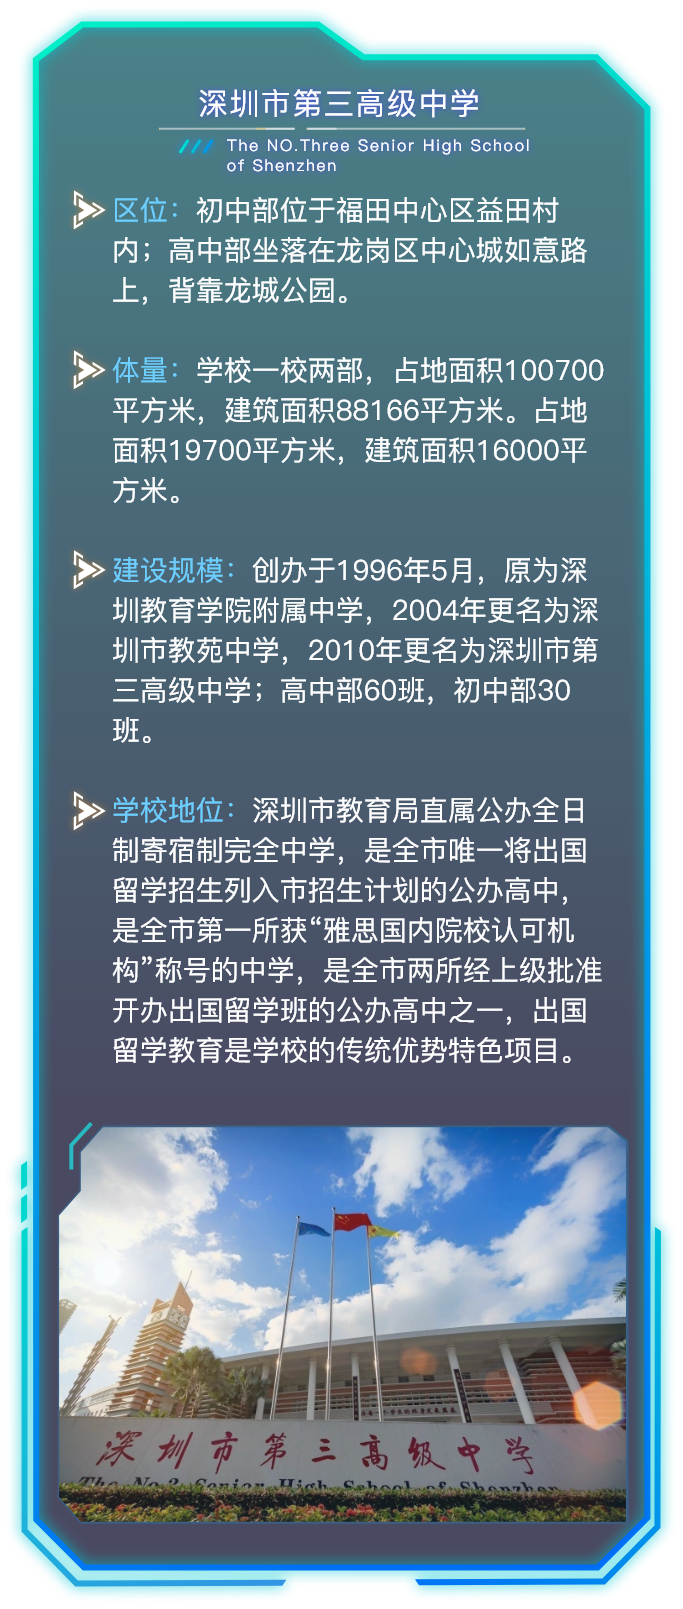 深圳市第三高级中学
The NO.Three Senior High School
of Shenzhen
区位：初中部位于福田中心区益田村
内；高中部坐落在龙岗区中心城如意路
上，背靠龙城公园。
体量：学校一校两部，占地面积100700
平方米，建筑面积88166平方米。占地
面积19700平方米，建筑面积16000平
方米。
建设规模：创办于1996年5月，原为深
圳教育学院附属中学，2004年更名为深
圳市教苑中学，2010年更名为深圳市第
三高级中学；高中部60班，初中部30
班。
学校地位：深圳市教育局直属公办全日
制寄宿制完全中学，是全市唯一将出国
留学招生列入市招生计划的公办高中，
是全市第一所获“雅思国内院校认可机
构”称号的中学，是全市两所经上级批准
开办出国留学班的公办高中之一，出国
留学教育是学校的传统优势特色项目。
深圳市第三高级中学
The No.3 Senior High School of Shenzhen